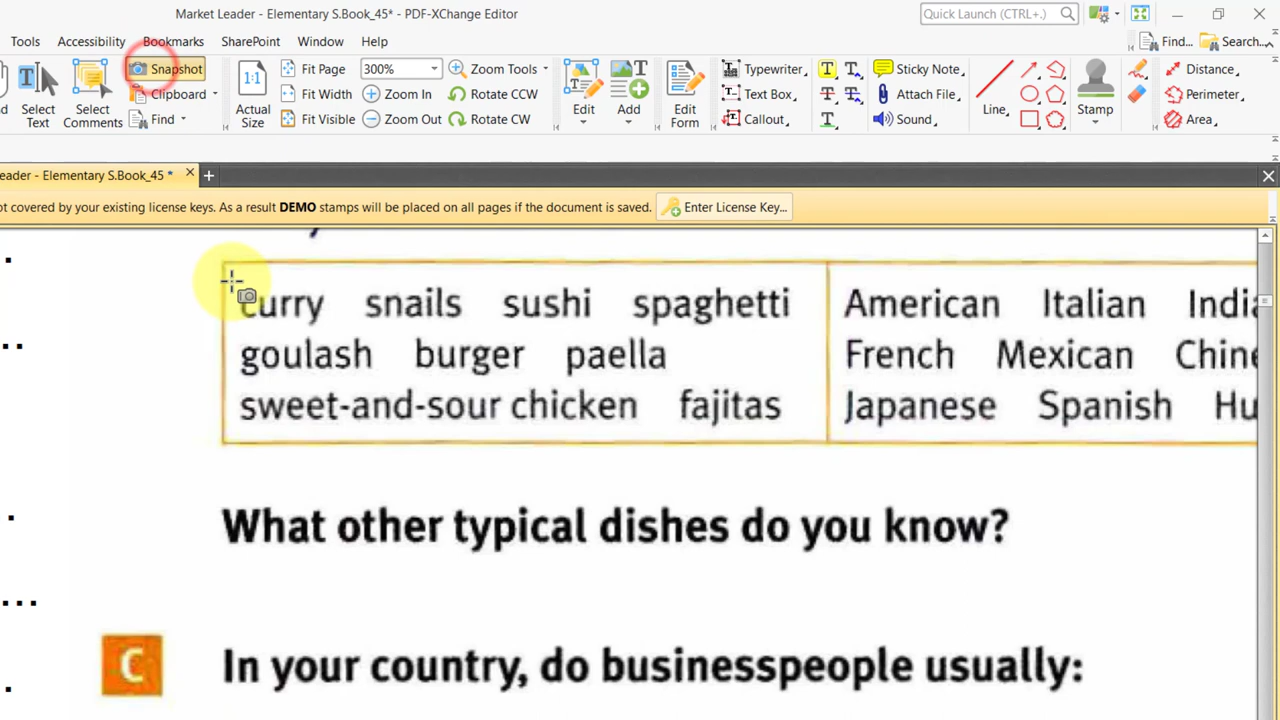 Market Leader - Elementary S.Book_45* - PDF-XChange Editor
Quick Launch (CTRL+.)
Tools Accessibility Bookmarks SharePoint Window Help
Find... Search...
Select Text
Select Comments
Snapshot
Clipboard
Find
1:1
Actual Size
Fit Page
Fit Width
Fit Visible
300%
Zoom In
Zoom Out
Zoom Tools
Rotate CCW
Rotate CW
Edit
Add
Edit Form
Typewriter
Text Box
Callout
Sticky Note
Attach File
Sound
Line
Stamp
Distance
Perimeter
Area
eader - Elementary S.Book_45 *
ot covered by your existing license keys. As a result DEMO stamps will be placed on all pages if the document is saved. Enter License Key...
curry snails sushi spaghetti
goulash burger paella
sweet-and-sour chicken fajitas
American Italian India
French Mexican Chine
Japanese Spanish Hu
What other typical dishes do you know?
C In your country, do businesspeople usually: